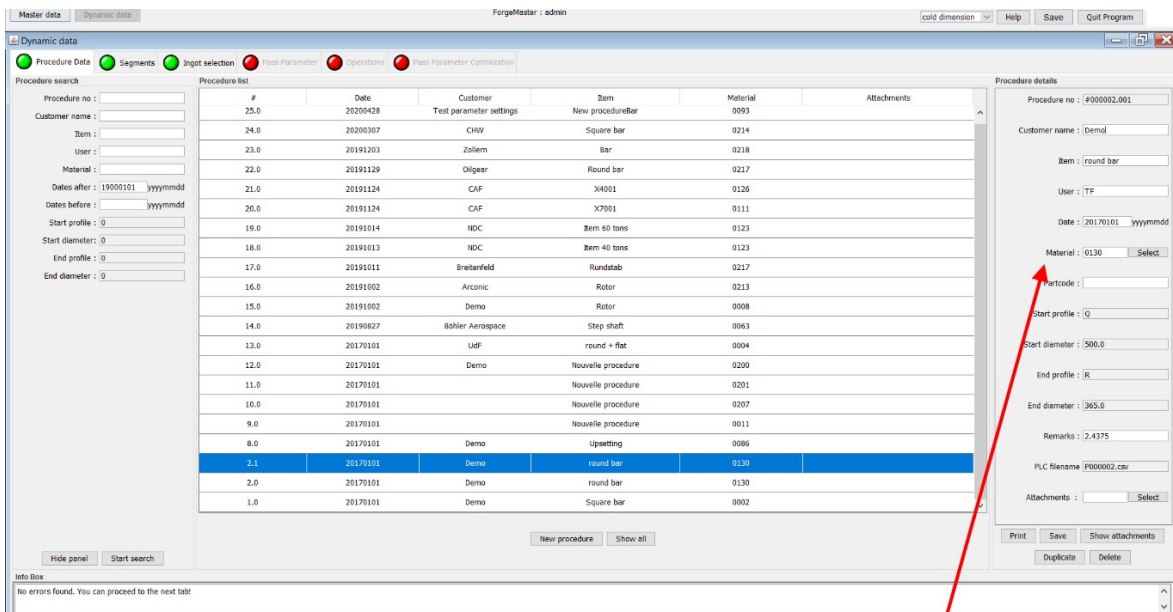 Master data Dynamic data ForgeMaster : admin cold dimension Help Save Quit Program
Dynamic data
Procedure Data Segments Ingot selection Pass Parameter Operations Pass Parameter Optimization
Procedure search
Procedure no :
Customer name :
Item :
User :
Material :
Dates after : 19000101 yyyymmdd
Dates before : yyyymmdd
Start profile : 0
Start diameter: 0
End profile : 0
End diameter : 0
Hide panel Start search
Procedure list
# Date Customer Item Material Attachments
25.0 20200428 Test parameter settings New procedureBar 0093
24.0 20200307 CHW Square bar 0214
23.0 20191203 Zollern Bar 0218
22.0 20191129 Oilgear Round bar 0217
21.0 20191124 CAF X4001 0126
20.0 20191124 CAF X7001 0111
19.0 20191014 NDC Item 60 tons 0123
18.0 20191013 NDC Item 40 tons 0123
17.0 20191011 Breitenfeld Rundstab 0217
16.0 20191002 Arconic Rotor 0213
15.0 20191002 Demo Rotor 0008
14.0 20190827 Böhler Aerospace Step shaft 0063
13.0 20170101 UdF round + flat 0004
12.0 20170101 Demo Nouvelle procedure 0200
11.0 20170101 Nouvelle procedure 0201
10.0 20170101 Nouvelle procedure 0207
9.0 20170101 Nouvelle procedure 0011
8.0 20170101 Demo Upsetting 0086
2.1 20170101 Demo round bar 0130
2.0 20170101 Demo round bar 0130
1.0 20170101 Demo Square bar 0002
New procedure Show all
Procedure details
Procedure no : #000002.001
Customer name : Demo
Item : round bar
User : TF
Date : 20170101 yyyymmdd
Material : 0130 Select
Partcode :
Start profile : Q
Start diameter : 500.0
End profile : R
End diameter : 365.0
Remarks : 2.4375
PLC filename P000002.csv
Attachments : Select
Print Save Show attachments
Duplicate Delete
Info Box
No errors found. You can proceed to the next tab!